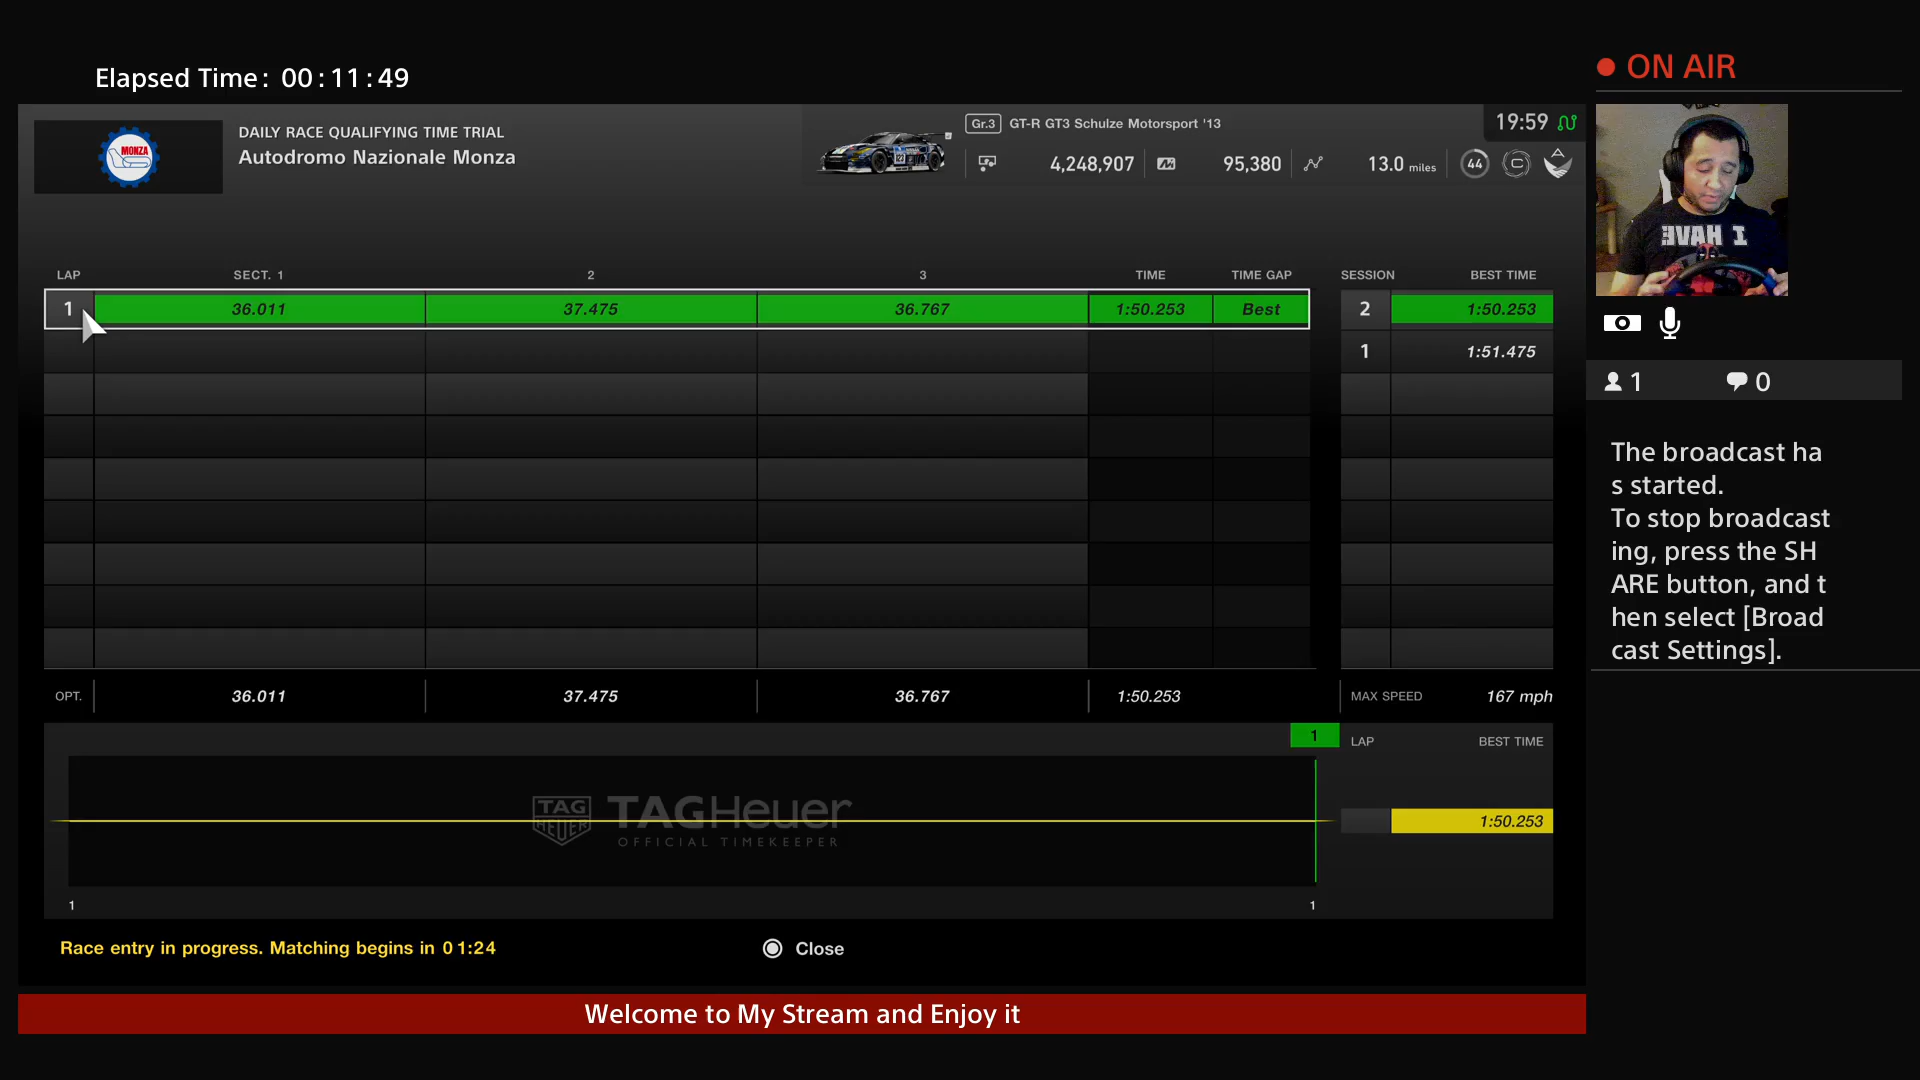 Elapsed Time: 00:11:49
ON AIR
MONZA
DAILY RACE QUALIFYING TIME TRIAL
Autodromo Nazionale Monza
Gr.3 GT-R GT3 Schulze Motorsport '13
19:59
4,248,907 95,380 13.0 miles 44 C A
I HAVE
LAP SECT. 1 2 3 TIME TIME GAP SESSION BEST TIME
1 36.011 37.475 36.767 1:50.253 Best 2 1:50.253
1 1:51.475
1 0
The broadcast ha
s started.
To stop broadcast
ing, press the SH
ARE button, and t
hen select [Broad
cast Settings].
OPT. 36.011 37.475 36.767 1:50.253 MAX SPEED 167 mph
1 LAP BEST TIME
TAG HEUER TAGHeuer
OFFICIAL TIMEKEEPER
1:50.253
1 1
Race entry in progress. Matching begins in 01:24
Close
Welcome to My Stream and Enjoy it